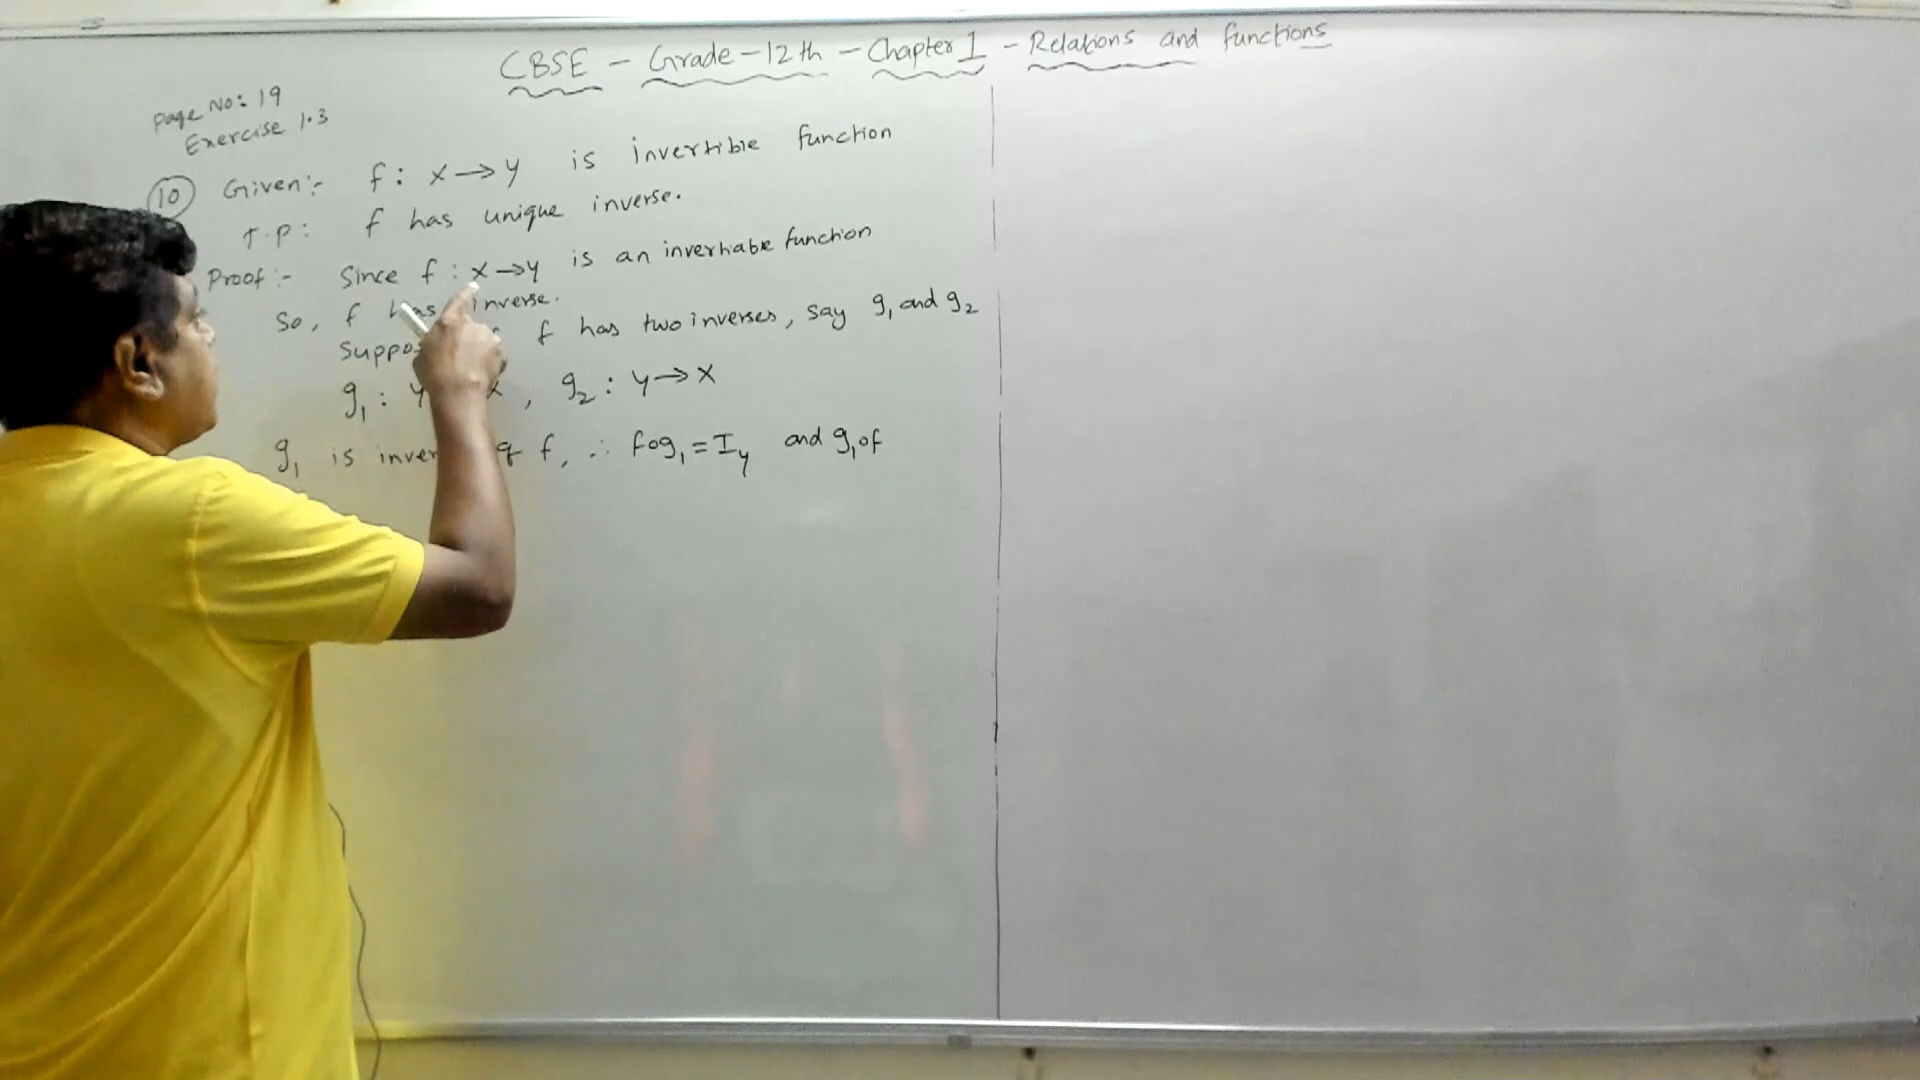 CBSE - Grade-12th - Chapter 1 - Relations and functions
page No: 19
Exercise 1.3
10 Given:- f: x→y is invertible function
T.P: f has unique inverse.
Proof:- Since f: x→y is an invertiable function
So, f has inverse.
f has two inverses, say g1 and g2
g1 : y x, g2 : y→x
g1 is f, ∴ fog1 = Iy and g1of